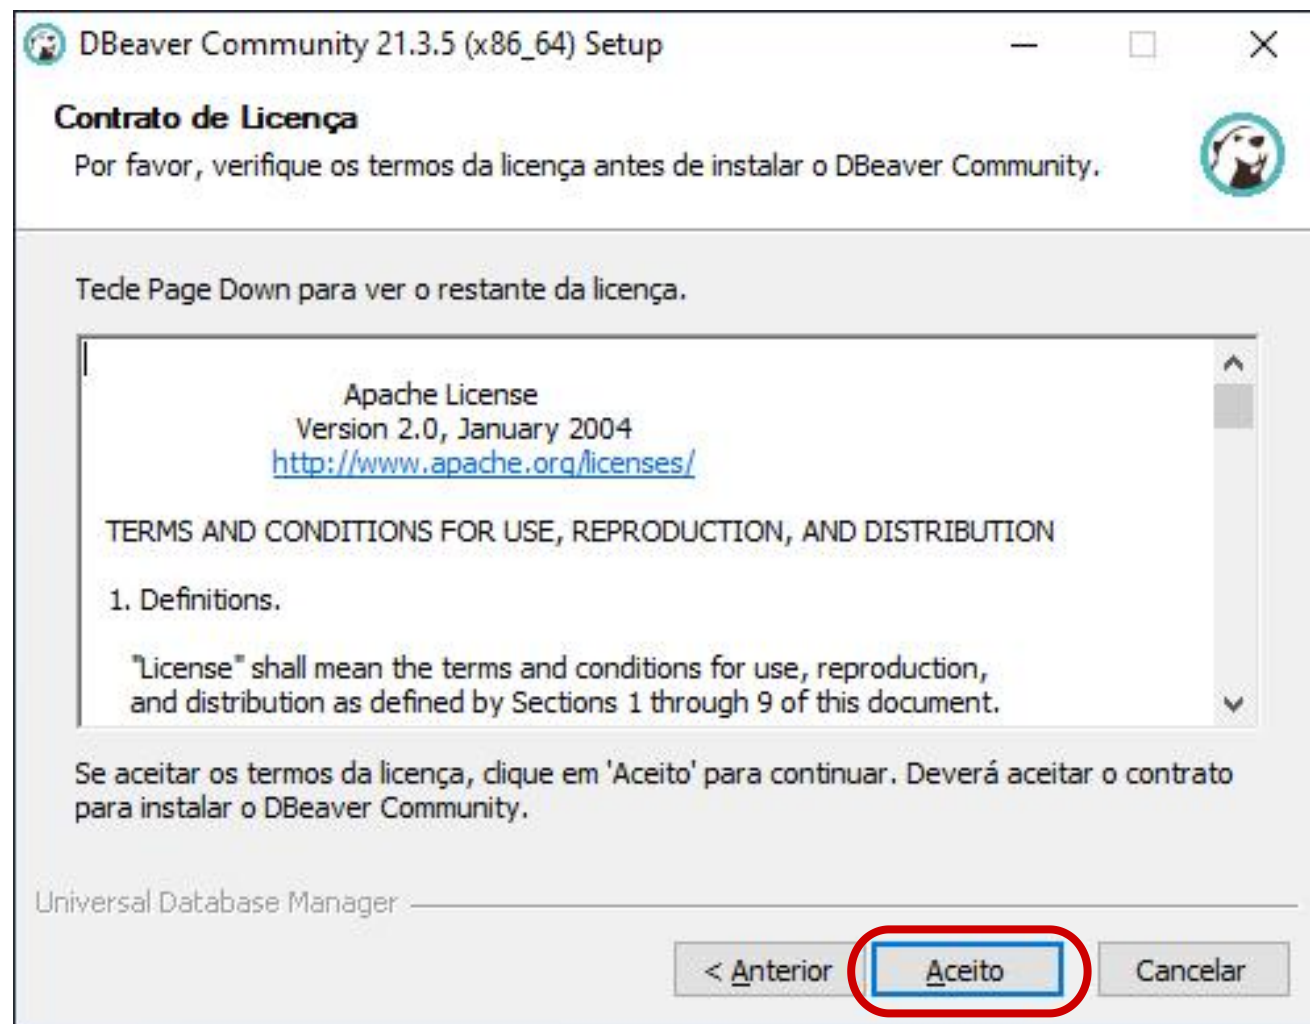 DBeaver Community 21.3.5 (x86_64) Setup
Contrato de Licença
Por favor, verifique os termos da licença antes de instalar o DBeaver Community.
Tecle Page Down para ver o restante da licença.
Apache License
Version 2.0, January 2004
http://www.apache.org/licenses/
TERMS AND CONDITIONS FOR USE, REPRODUCTION, AND DISTRIBUTION
1. Definitions.
"License" shall mean the terms and conditions for use, reproduction,
and distribution as defined by Sections 1 through 9 of this document.
Se aceitar os termos da licença, clique em 'Aceito' para continuar. Deverá aceitar o contrato
para instalar o DBeaver Community.
Universal Database Manager
< Anterior Aceito Cancelar